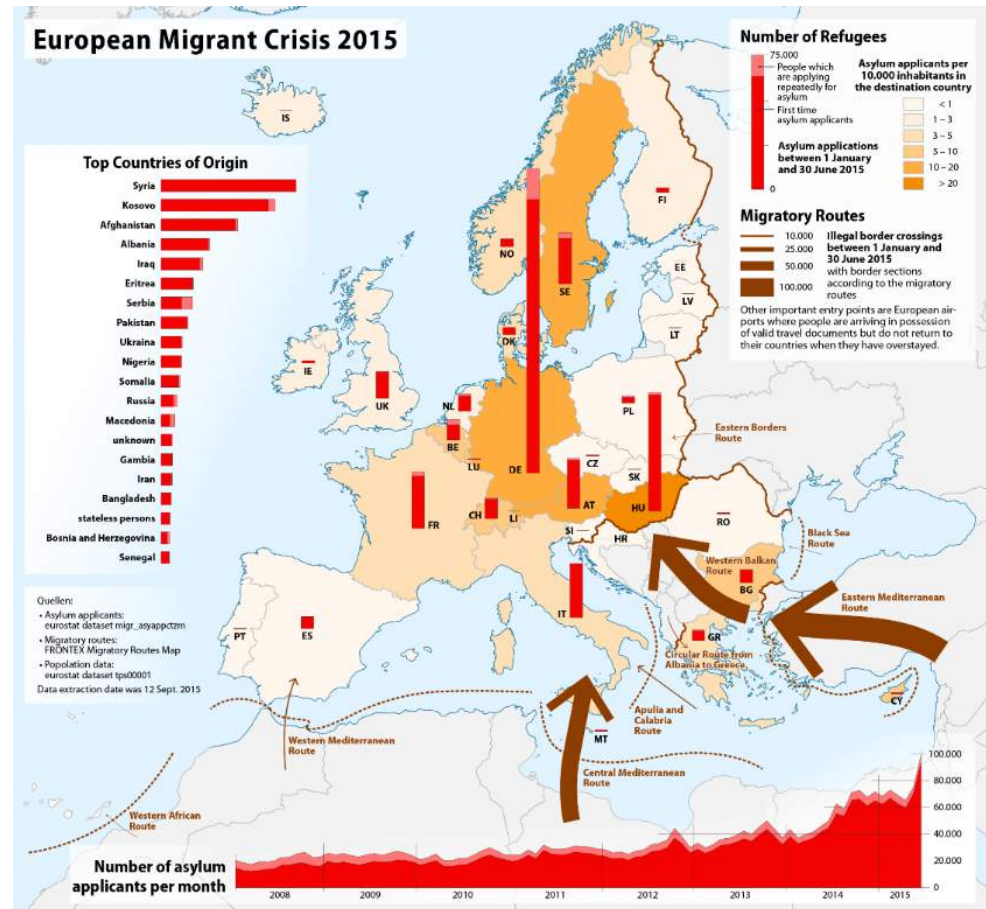 European Migrant Crisis 2015
Number of Refugees
75.000
People which
are applying
repeatedly for
asylum
First time
asylum applicants
Asylum applications
between 1 January
and 30 June 2015
0
Asylum applicants per
10.000 inhabitants in
the destination country
< 1
1 – 3
3 – 5
5 – 10
10 – 20
> 20
Migratory Routes
10.000
25.000
50.000
100.000
Illegal border crossings
between 1 January and
30 June 2015
with border sections
according to the migratory
routes
Other important entry points are European air-
ports where people are arriving in possession
of valid travel documents but do not return to
their countries when they have overstayed.
Top Countries of Origin
Syria
Kosovo
Afghanistan
Albania
Iraq
Eritrea
Serbia
Pakistan
Ukraine
Nigeria
Somalia
Russia
Macedonia
unknown
Gambia
Iran
Bangladesh
stateless persons
Bosnia and Herzegovina
Senegal
IS
NO
SE
FI
EE
LV
LT
DK
IE
UK
NL
BE
LU
DE
PL
CZ
SK
FR
CH
LI
AT
HU
SI
HR
RO
IT
BG
GR
PT
ES
MT
CY
Eastern Borders
Route
Black Sea
Route
Western Balkan
Route
Eastern Mediterranean
Route
Circular Route from
Albania to Greece
Apulia and
Calabria
Route
Central Mediterranean
Route
Western Mediterranean
Route
Western African
Route
Quellen:
• Asylum applicants:
eurostat dataset migr_asyappctzm
• Migratory routes:
FRONTEX Migratory Routes Map
• Population data:
eurostat dataset tps00001
Data extraction date was 12 Sept. 2015
Number of asylum
applicants per month
100.000
80.000
60.000
40.000
20.000
0
2008
2009
2010
2011
2012
2013
2014
2015